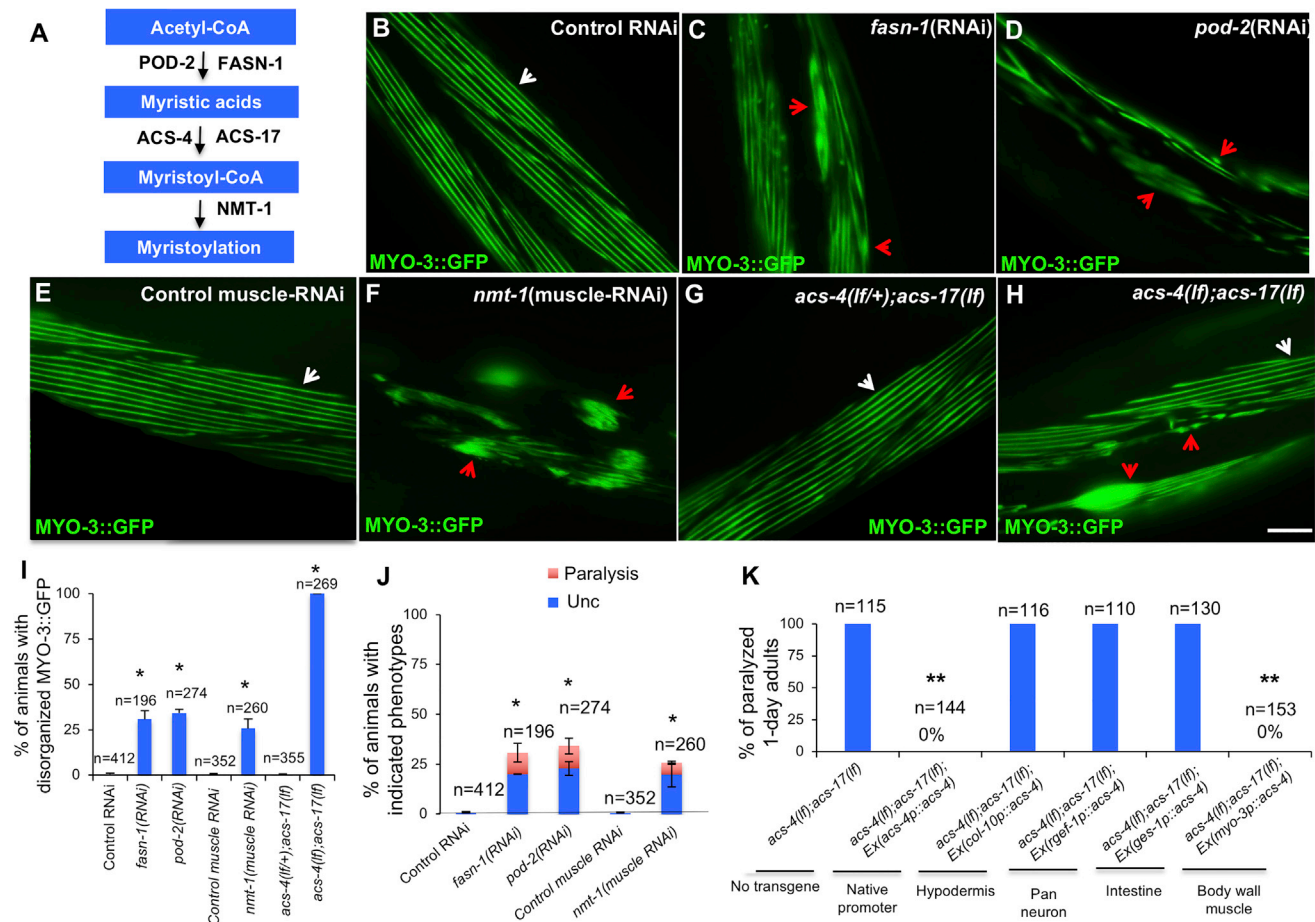 A
Acetyl-CoA
POD-2 FASN-1
Myristic acids
ACS-4 ACS-17
Myristoyl-CoA
NMT-1
Myristoylation
B
Control RNAi
MYO-3::GFP
C
fasn-1(RNAi)
MYO-3::GFP
D
pod-2(RNAi)
MYO-3::GFP
E
Control muscle-RNAi
MYO-3::GFP
F
nmt-1(muscle-RNAi)
MYO-3::GFP
G
acs-4(lf/+);acs-17(lf)
MYO-3::GFP
H
acs-4(lf);acs-17(lf)
MYO-3::GFP
I
% of animals with
disorganized MYO-3::GFP
100
75
50
25
0
n=412
*
n=196
*
n=274
n=352
*
n=260
n=355
*
n=269
Control RNAi
fasn-1(RNAi)
pod-2(RNAi)
Control muscle RNAi
nmt-1(muscle RNAi)
acs-4(lf/+);acs-17(lf)
acs-4(lf);acs-17(lf)
J
Paralysis
Unc
% of animals with
indicated phenotypes
100
75
50
25
0
n=412
*
n=196
*
n=274
n=352
*
n=260
Control RNAi
fasn-1(RNAi)
pod-2(RNAi)
Control muscle RNAi
nmt-1(muscle RNAi)
K
% of paralyzed
1-day adults
100
75
50
25
0
n=115
**
n=144
0%
n=116
n=110
n=130
**
n=153
0%
acs-4(lf);acs-17(lf)
acs-4(lf);acs-17(lf);
Ex(acs-4p::acs-4)
acs-4(lf);acs-17(lf);
Ex(col-10p::acs-4)
acs-4(lf);acs-17(lf);
Ex(rgef-1p::acs-4)
acs-4(lf);acs-17(lf);
Ex(ges-1p::acs-4)
acs-4(lf);acs-17(lf);
Ex(myo-3p::acs-4)
No transgene
Native
promoter
Hypodermis
Pan
neuron
Intestine
Body wall
muscle